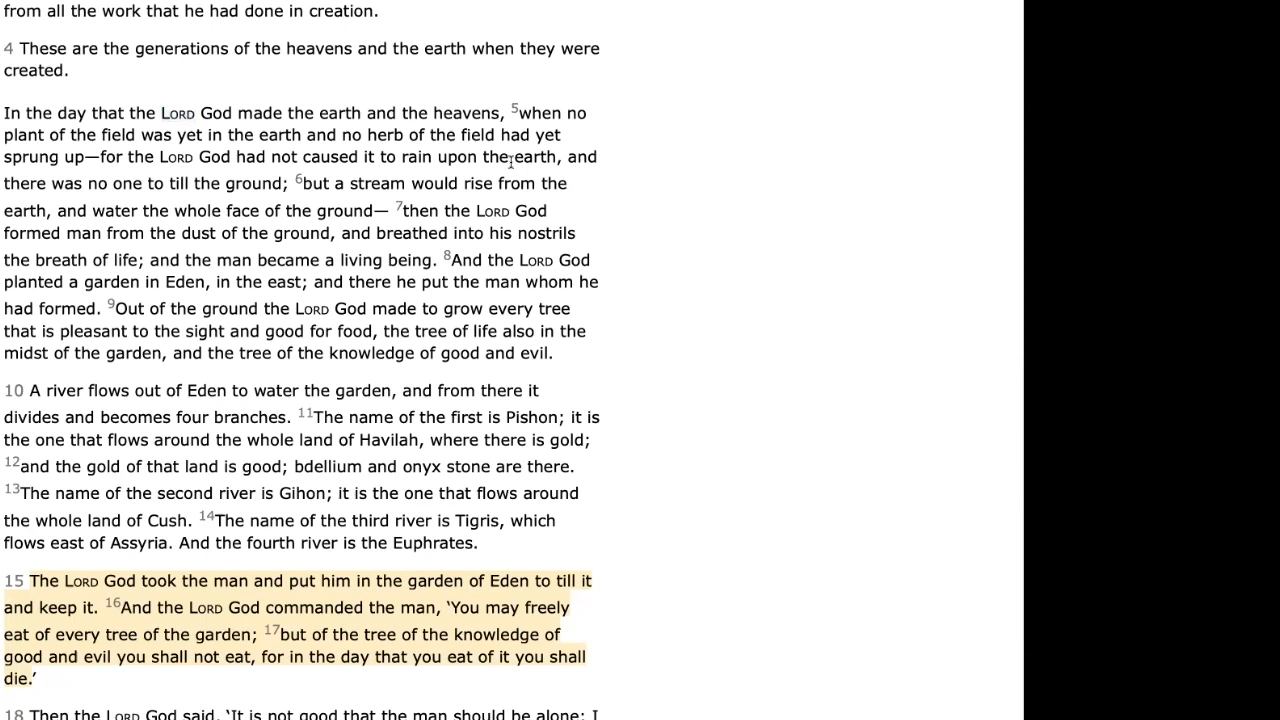 from all the work that he had done in creation.
4 These are the generations of the heavens and the earth when they were
created.
In the day that the LORD God made the earth and the heavens, 5when no
plant of the field was yet in the earth and no herb of the field had yet
sprung up—for the LORD God had not caused it to rain upon the earth, and
there was no one to till the ground; 6but a stream would rise from the
earth, and water the whole face of the ground— 7then the LORD God
formed man from the dust of the ground, and breathed into his nostrils
the breath of life; and the man became a living being. 8And the LORD God
planted a garden in Eden, in the east; and there he put the man whom he
had formed. 9Out of the ground the LORD God made to grow every tree
that is pleasant to the sight and good for food, the tree of life also in the
midst of the garden, and the tree of the knowledge of good and evil.
10 A river flows out of Eden to water the garden, and from there it
divides and becomes four branches. 11The name of the first is Pishon; it is
the one that flows around the whole land of Havilah, where there is gold;
12and the gold of that land is good; bdellium and onyx stone are there.
13The name of the second river is Gihon; it is the one that flows around
the whole land of Cush. 14The name of the third river is Tigris, which
flows east of Assyria. And the fourth river is the Euphrates.
15 The LORD God took the man and put him in the garden of Eden to till it
and keep it. 16And the LORD God commanded the man, ‘You may freely
eat of every tree of the garden; 17but of the tree of the knowledge of
good and evil you shall not eat, for in the day that you eat of it you shall
die.’
18 Then the LORD God said, ‘It is not good that the man should be alone; I